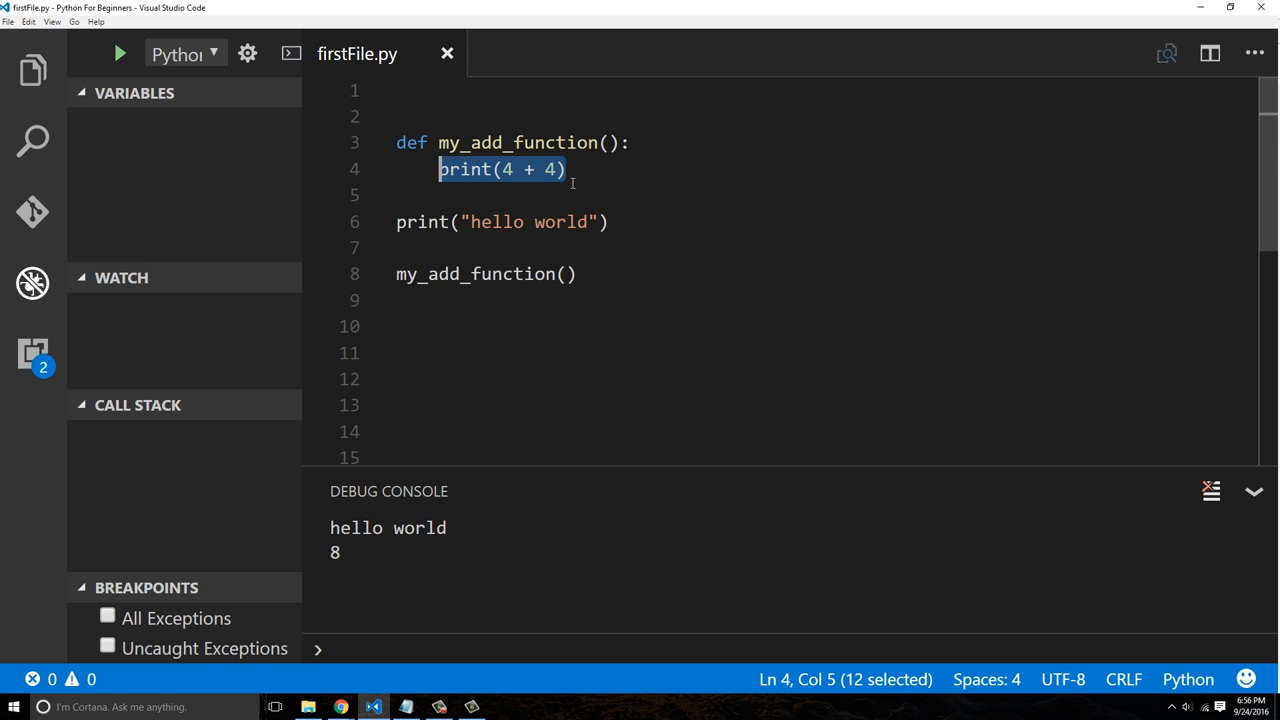 firstFile.py - Python For Beginners - Visual Studio Code
File Edit View Go Help
Python
firstFile.py
VARIABLES
WATCH
CALL STACK
BREAKPOINTS
All Exceptions
Uncaught Exceptions
1
2
3 def my_add_function():
4 print(4 + 4)
5
6 print("hello world")
7
8 my_add_function()
9
10
11
12
13
14
15
DEBUG CONSOLE
hello world
8
2
0 0 Ln 4, Col 5 (12 selected) Spaces: 4 UTF-8 CRLF Python
I'm Cortana. Ask me anything.
6:56 PM
9/24/2016